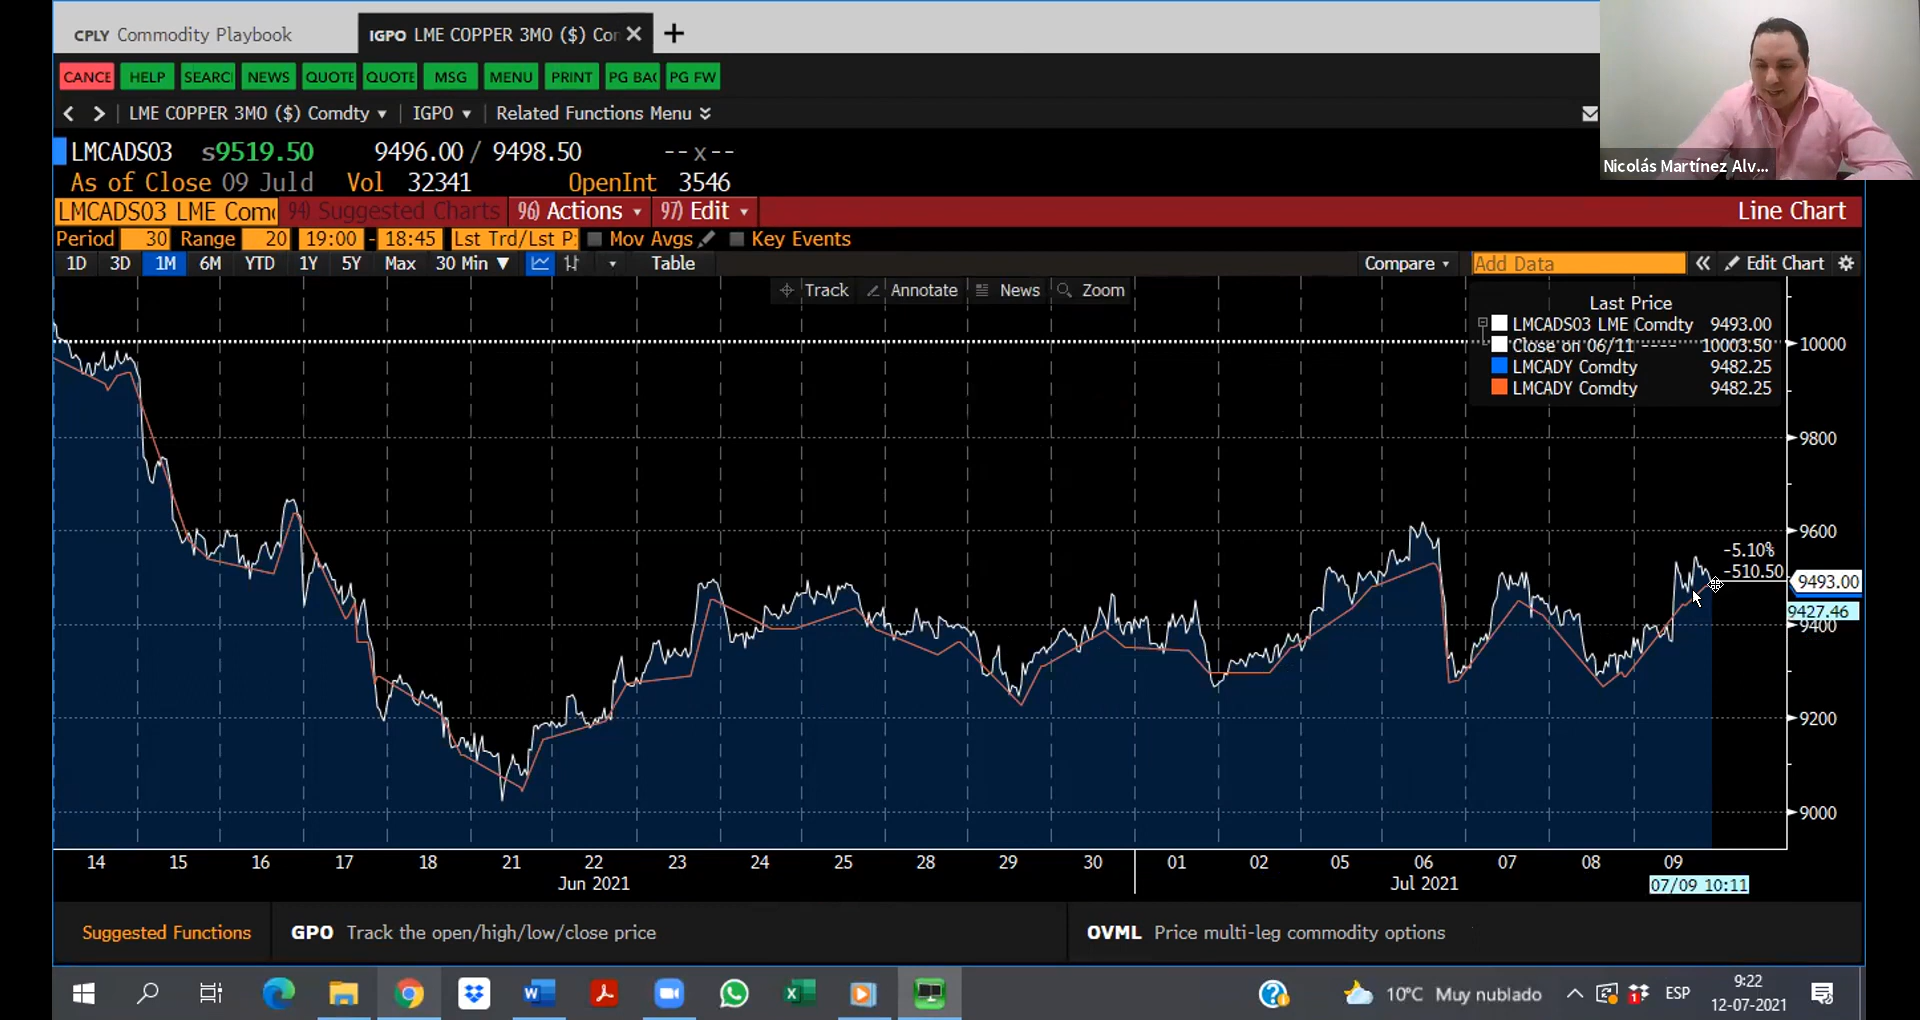 CPLY Commodity Playbook
IGPO LME COPPER 3MO ($) Cor
CANCE HELP SEARC NEWS QUOTE QUOTE MSG MENU PRINT PG BAC PG FW
LME COPPER 3MO ($) Comdty IGPO Related Functions Menu
LMCADS03 s9519.50 9496.00 / 9498.50 -- x --
As of Close 09 Juld Vol 32341 OpenInt 3546
LMCADS03 LME Comd 94) Suggested Charts 96) Actions 97) Edit Line Chart
Period 30 Range 20 19:00 - 18:45 Lst Trd/Lst P Mov Avgs Key Events
1D 3D 1M 6M YTD 1Y 5Y Max 30 Min Table Compare Add Data Edit Chart
Track Annotate News Zoom
Last Price
LMCADS03 LME Comdty 9493.00
Close on 06/11 ---- 10003.50
LMCADY Comdty 9482.25
LMCADY Comdty 9482.25
10000
9800
9600
-5.10%
-510.50
9493.00
9427.46
9400
9200
9000
14 15 16 17 18 21 22 23 24 25 28 29 30 01 02 05 06 07 08 09
Jun 2021 Jul 2021 07/09 10:11
Suggested Functions GPO Track the open/high/low/close price OVML Price multi-leg commodity options
10°C Muy nublado ESP 9:22
12-07-2021
Nicolás Martínez Alv...